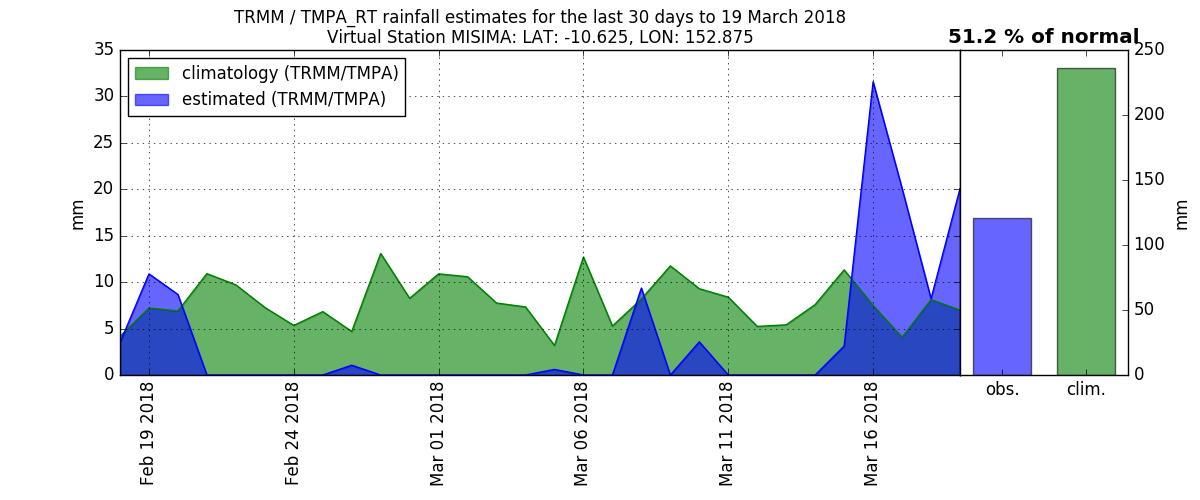 TRMM / TMPA_RT rainfall estimates for the last 30 days to 19 March 2018
Virtual Station MISIMA: LAT: -10.625, LON: 152.875
51.2 % of normal
climatology (TRMM/TMPA)
estimated (TRMM/TMPA)
35
30
25
20
15
10
5
0
mm
Feb 19 2018
Feb 24 2018
Mar 01 2018
Mar 06 2018
Mar 11 2018
Mar 16 2018
obs.
clim.
250
200
150
100
50
0
mm